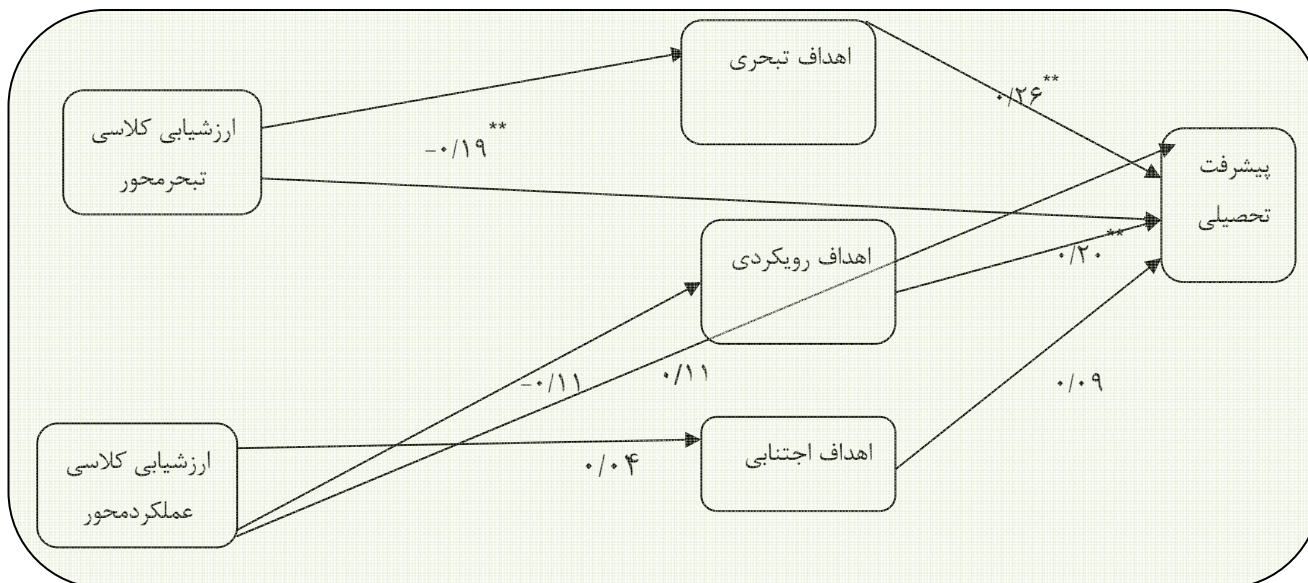 اهداف تبحری
۰/۲۶**
ارزشیابی کلاسی
تبحرمحور
-۰/۱۹**
پیشرفت
تحصیلی
اهداف رویکردی
۰/۲۰**
-۰/۱۱
۰/۱۱
۰/۰۹
ارزشیابی کلاسی
عملکردمحور
۰/۰۴
اهداف اجتنابی